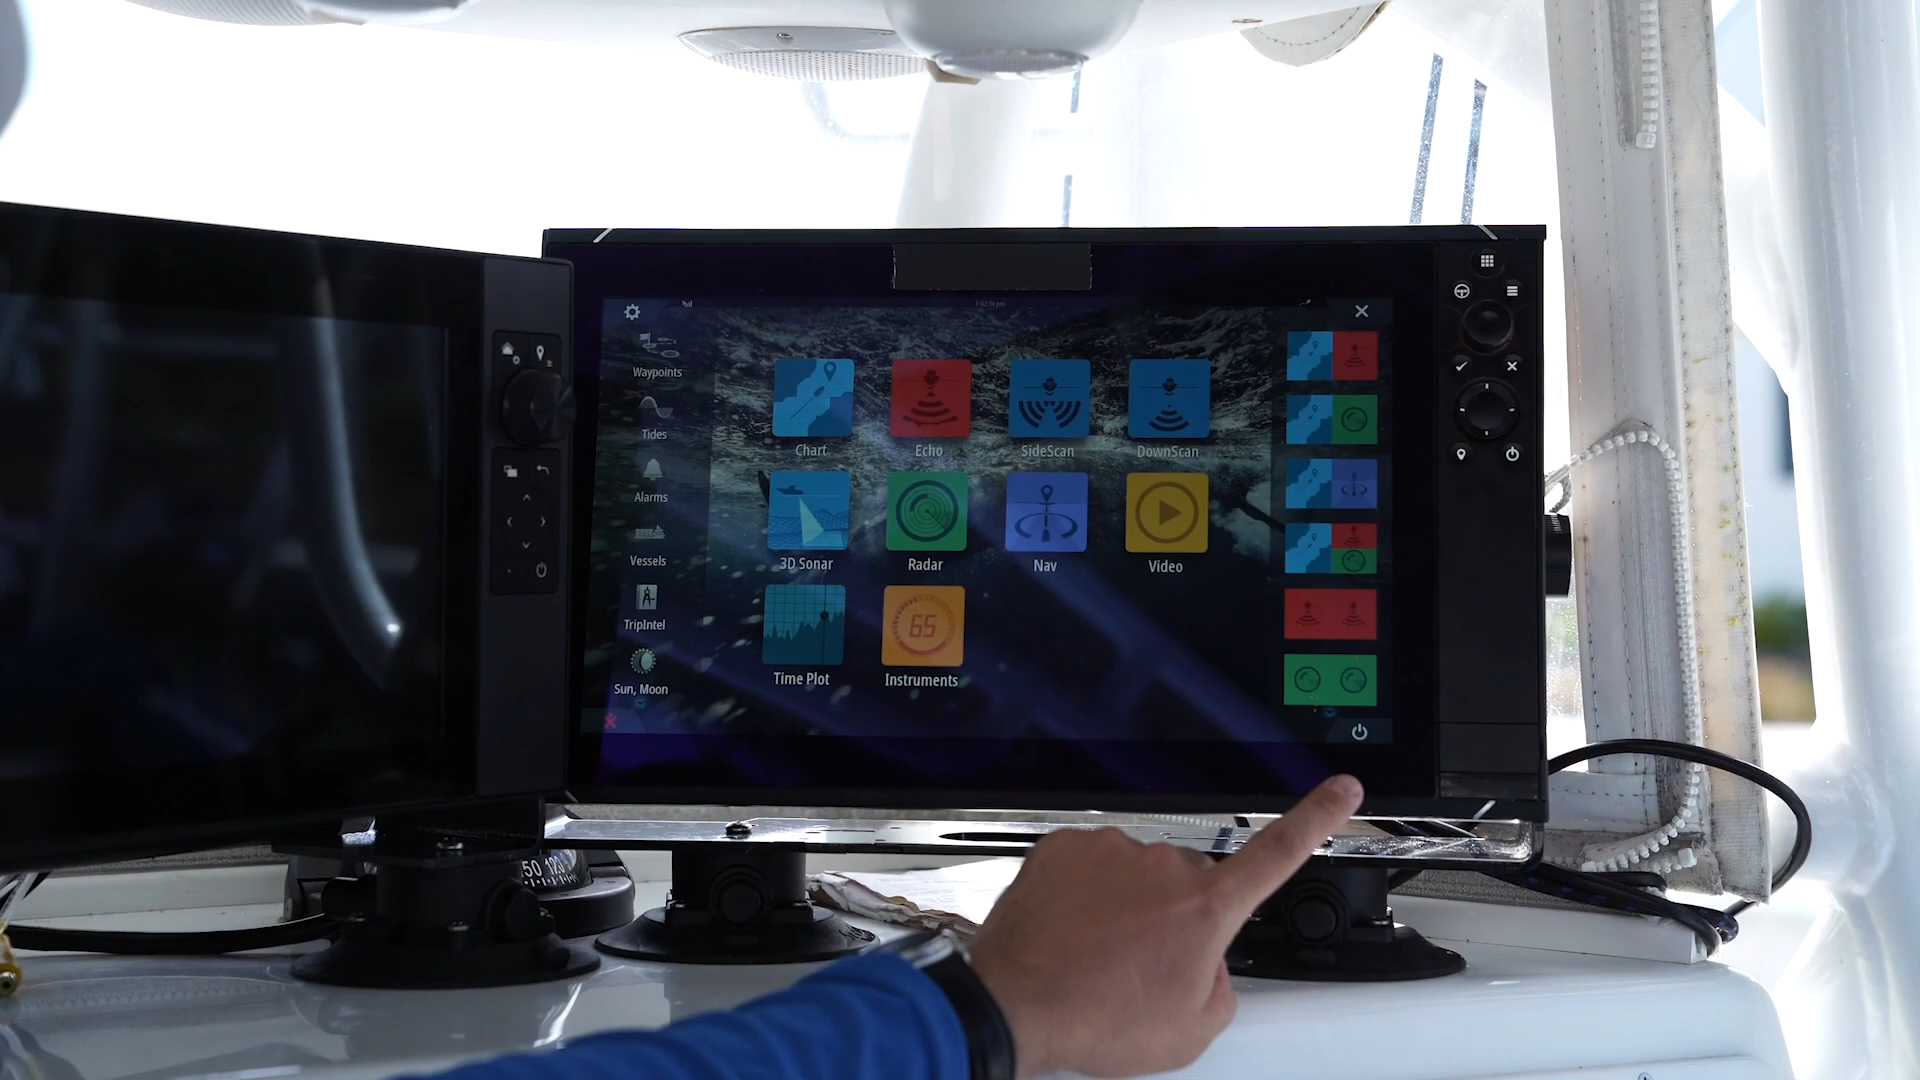 Waypoints
Tides
Alarms
Vessels
TripIntel
Sun, Moon
Chart
Echo
SideScan
DownScan
3D Sonar
Radar
Nav
Video
Time Plot
65
Instruments